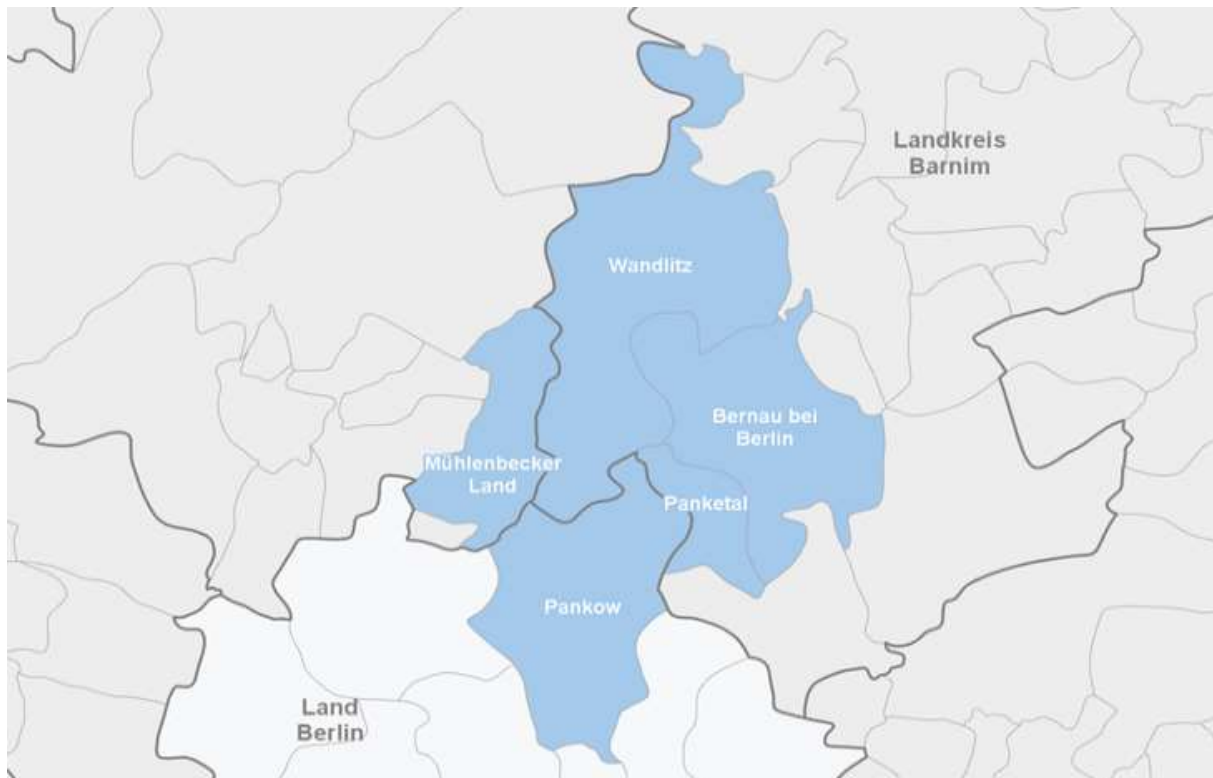 Landkreis
Barnim
Wandlitz
Bernau bei
Berlin
Mühlenbecker
Land
Panketal
Pankow
Land
Berlin